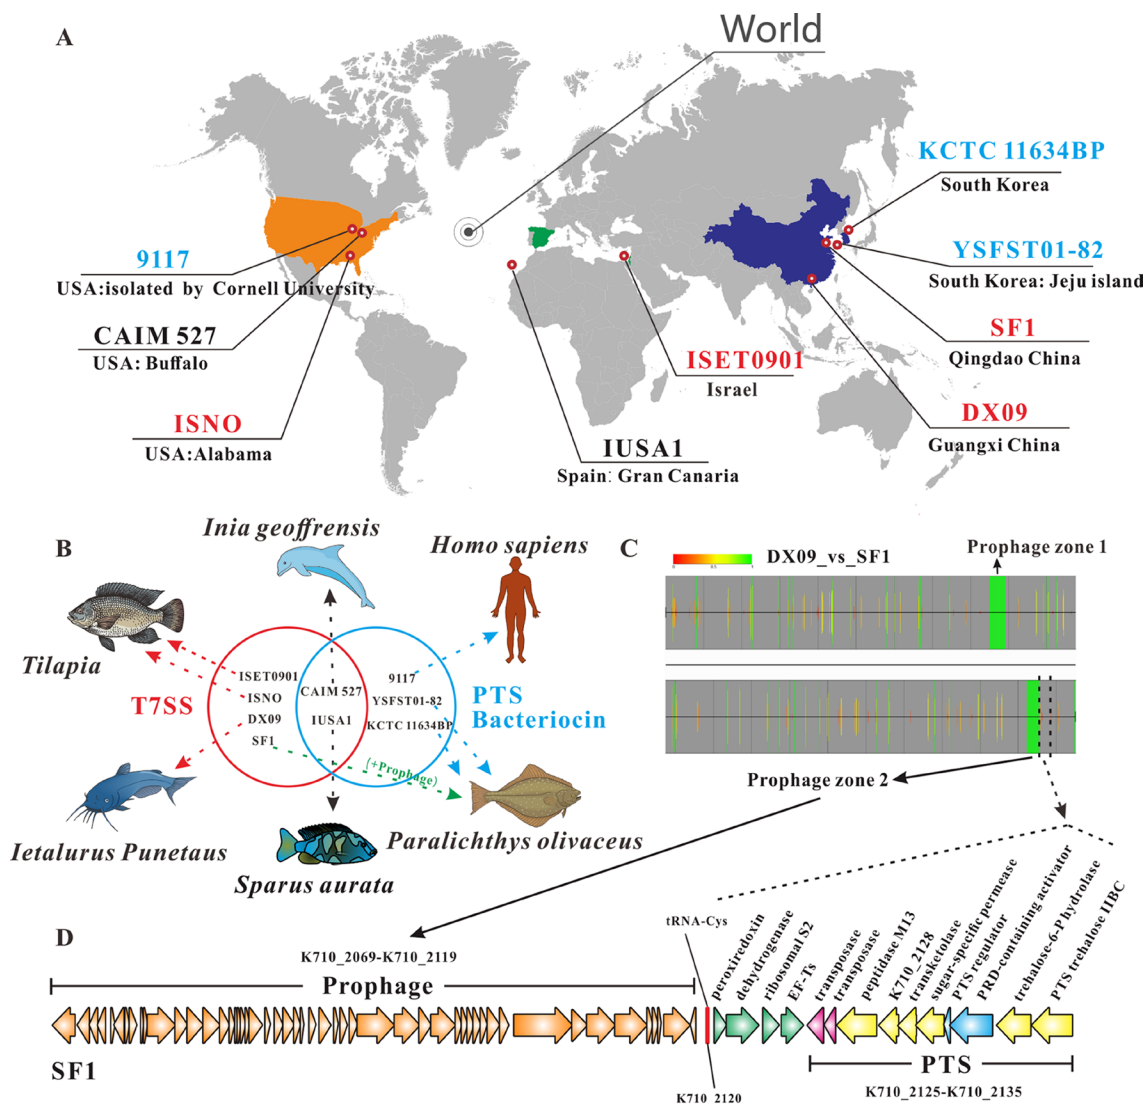 A
World
KCTC 11634BP
South Korea
9117
USA:isolated by Cornell University
YSFST01-82
South Korea: Jeju island
CAIM 527
USA: Buffalo
SF1
Qingdao China
ISET0901
Israel
ISNO
USA:Alabama
DX09
Guangxi China
IUSA1
Spain: Gran Canaria
B
Inia geoffrensis
Homo sapiens
Tilapia
T7SS
ISET0901
ISNO
DX09
SF1
CAIM 527
IUSA1
9117
YSFST01-82
KCTC 11634BP
PTS
Bacteriocin
(+Prophage)
Ietalurus Punetaus
Sparus aurata
Paralichthys olivaceus
C
DX09_vs_SF1
Prophage zone 1
Prophage zone 2
D
K710_2069-K710_2119
Prophage
SF1
tRNA-Cys
K710_2120
peroxiredoxin
dehydrogenase
ribosomal S2
EF-Ts
transposase
transposase
peptidase M13
K710_2128
transketolase
sugar-specific permease
PTS regulator
PRD-containing activator
trehalose-6-P hydrolase
PTS trehalose IIBC
PTS
K710_2125-K710_2135